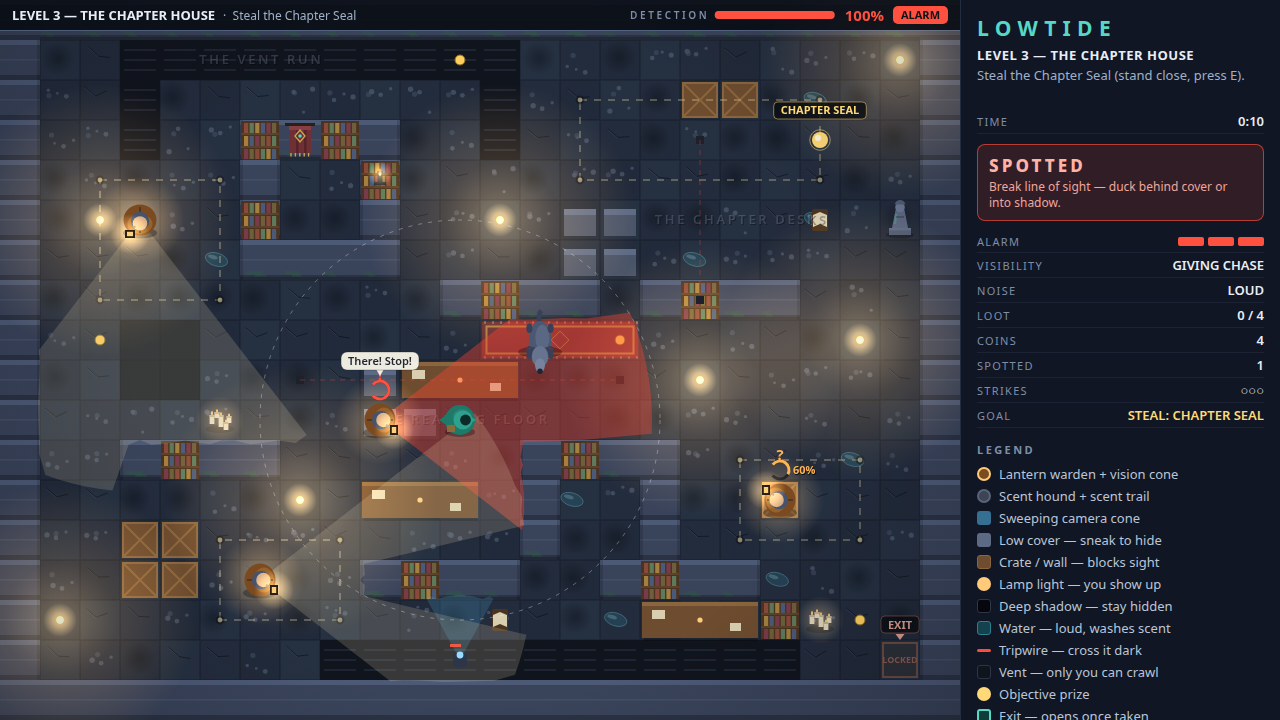 LEVEL 3 — THE CHAPTER HOUSE · Steal the Chapter Seal
DETECTION 100% ALARM
THE VENT RUN
CHAPTER SEAL
THE CHAPTER DESKS
There! Stop!
READING FLOOR
?
60%
EXIT
LOCKED
LOWTIDE
LEVEL 3 — THE CHAPTER HOUSE
Steal the Chapter Seal (stand close, press E).
TIME 0:10
SPOTTED
Break line of sight — duck behind cover or
into shadow.
ALARM
VISIBILITY GIVING CHASE
NOISE LOUD
LOOT 0 / 4
COINS 4
SPOTTED 1
STRIKES ○○○
GOAL STEAL: CHAPTER SEAL
LEGEND
Lantern warden + vision cone
Scent hound + scent trail
Sweeping camera cone
Low cover — sneak to hide
Crate / wall — blocks sight
Lamp light — you show up
Deep shadow — stay hidden
Water — loud, washes scent
Tripwire — cross it dark
Vent — only you can crawl
Objective prize
Exit — opens once taken